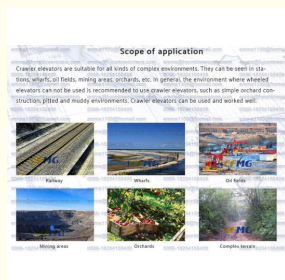 Scope of application
Crawler elevators are suitable for all kinds of complex environments. They can be seen in sta-
tions, wharfs, oil fields, mining areas, orchards, etc. In general, the environment where wheeled
elevators can not be used is recommended to use crawler elevators, such as simple orchard con-
struction, pitted and muddy environments. Crawler elevators can be used and worked well.
MG
Railway
Wharfs
Oil fields
Mining areas
Orchards
Complex terrain